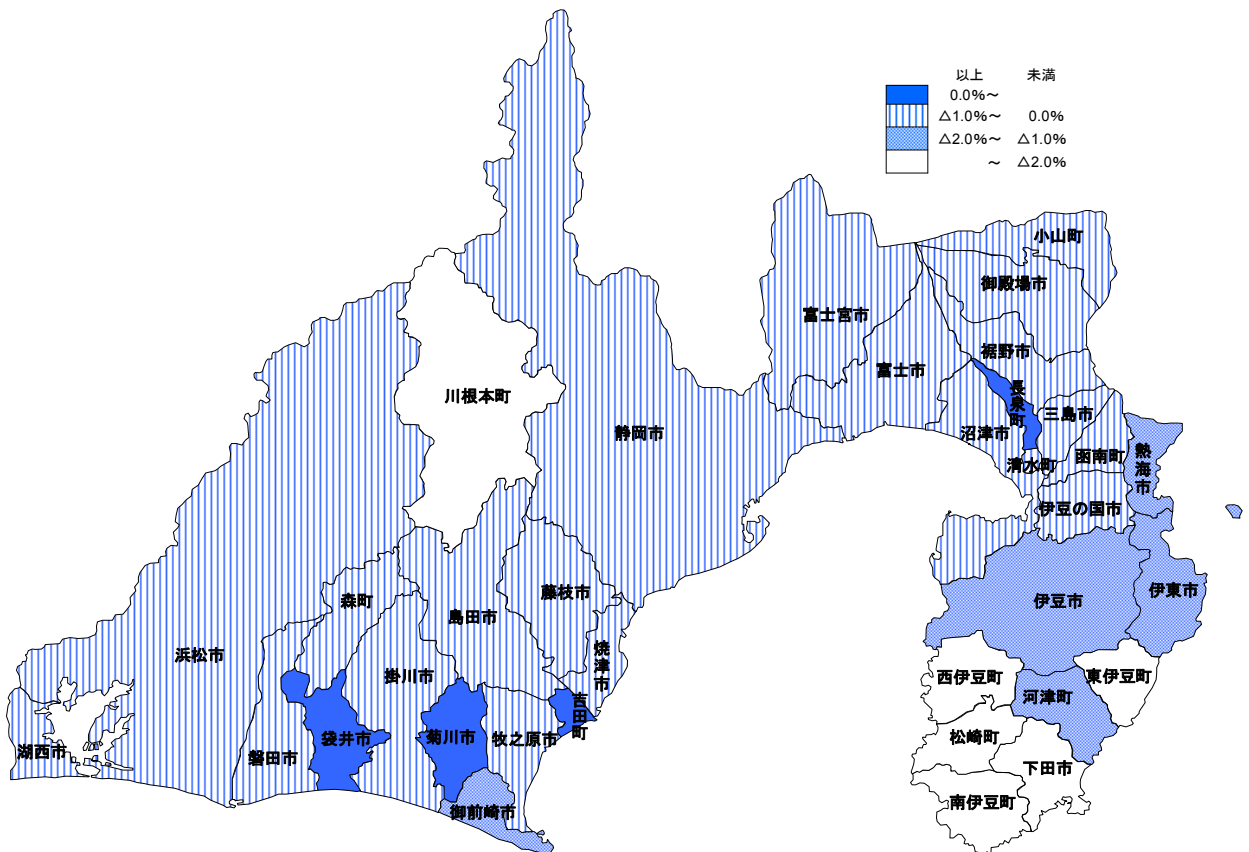 以上 未満
0.0%～
△1.0%～ 0.0%
△2.0%～ △1.0%
～ △2.0%
小山町
御殿場市
富士宮市
裾野市
富士市
長泉町
川根本町
三島市
静岡市
沼津市
函南町
熱海市
清水町
伊豆の国市
藤枝市
伊東市
森町
伊豆市
島田市
浜松市
焼津市
掛川市
西伊豆町
東伊豆町
河津町
吉田町
袋井市
菊川市
牧之原市
松崎町
湖西市
磐田市
下田市
南伊豆町
御前崎市